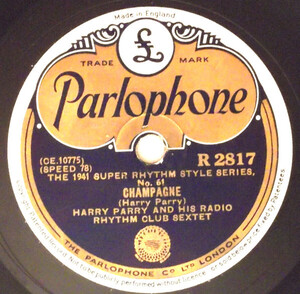 Made in England
£
TRADE MARK
Parlophone
(CE.10775)
(SPEED 78)
R 2817
THE 1941 SUPER RHYTHM STYLE SERIES,
No. 61
CHAMPAGNE
(Harry Parry)
HARRY PARRY AND HIS RADIO
RHYTHM CLUB SEXTET
THE PARLOPHONE CO LTD LONDON